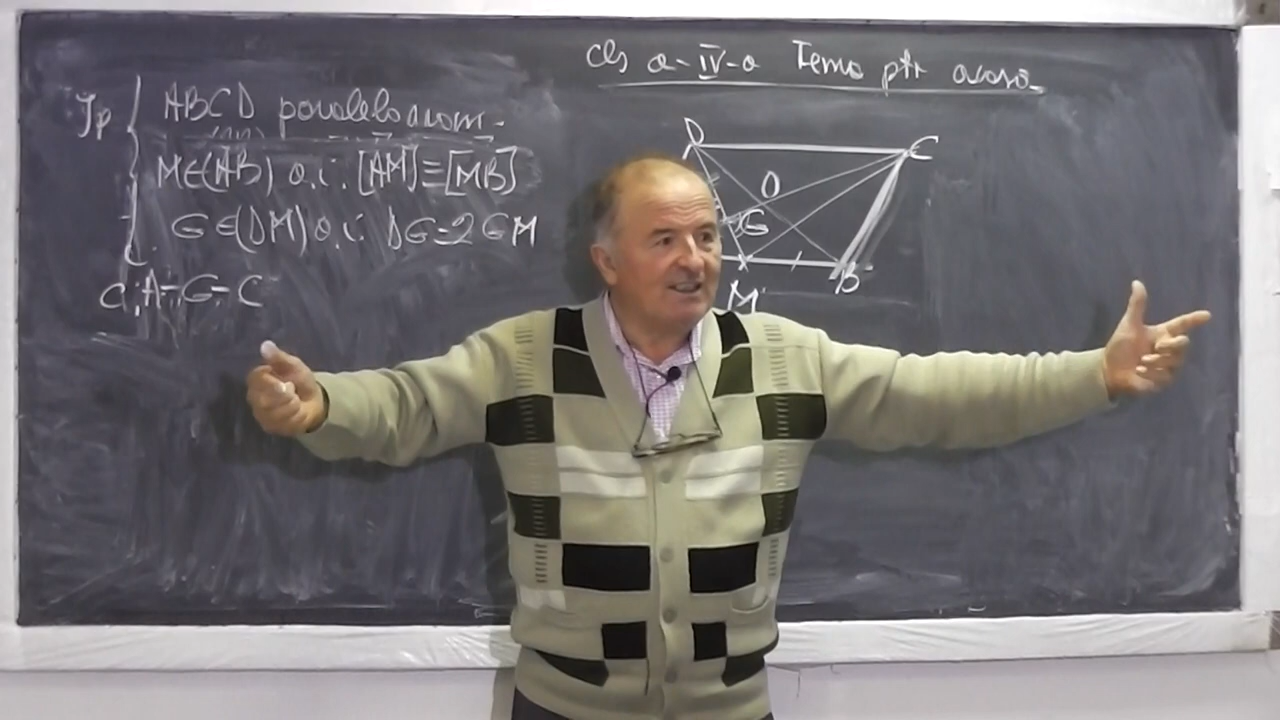 cls a-IV-a Temă ptr acasă
Ip ABCD paralelogram
M∈(AB) a.î. [AM]≡[MB]
G∈(DM) a.î. DG=2GM
C: A-G-C
D C
O
G
B
M